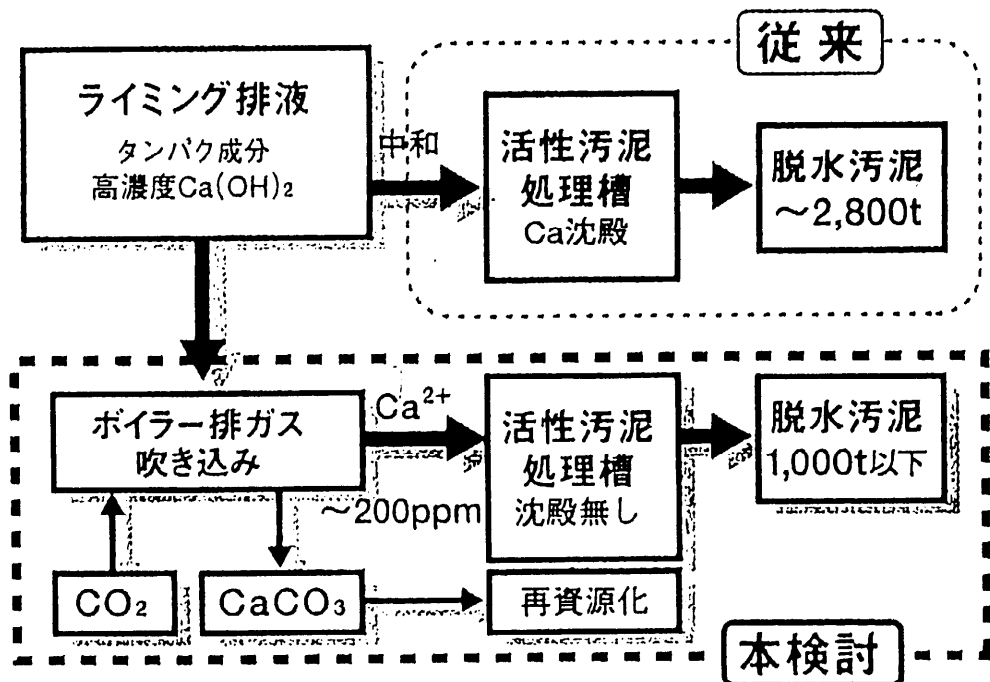 従来
ライミング排液
タンパク成分
高濃度Ca(OH)₂
中和
活性汚泥
処理槽
Ca沈殿
脱水汚泥
～2,800t
ボイラー排ガス
吹き込み
Ca²⁺
～200ppm
活性汚泥
処理槽
沈殿無し
脱水汚泥
1,000t以下
CO₂
CaCO₃
再資源化
本検討